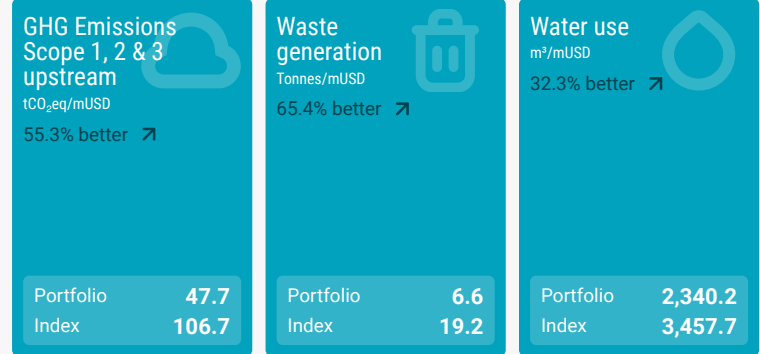 GHG Emissions
Scope 1, 2 & 3
upstream
tCO₂eq/mUSD
55.3% better
Portfolio 47.7
Index 106.7
Waste
generation
Tonnes/mUSD
65.4% better
Portfolio 6.6
Index 19.2
Water use
m³/mUSD
32.3% better
Portfolio 2,340.2
Index 3,457.7